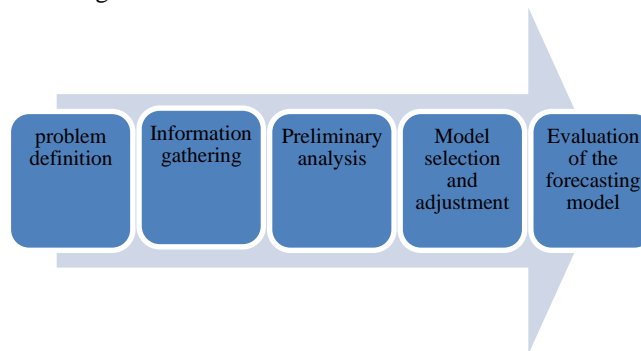 problem
definition
Information
gathering
Preliminary
analysis
Model
selection
and
adjustment
Evaluation
of the
forecasting
model